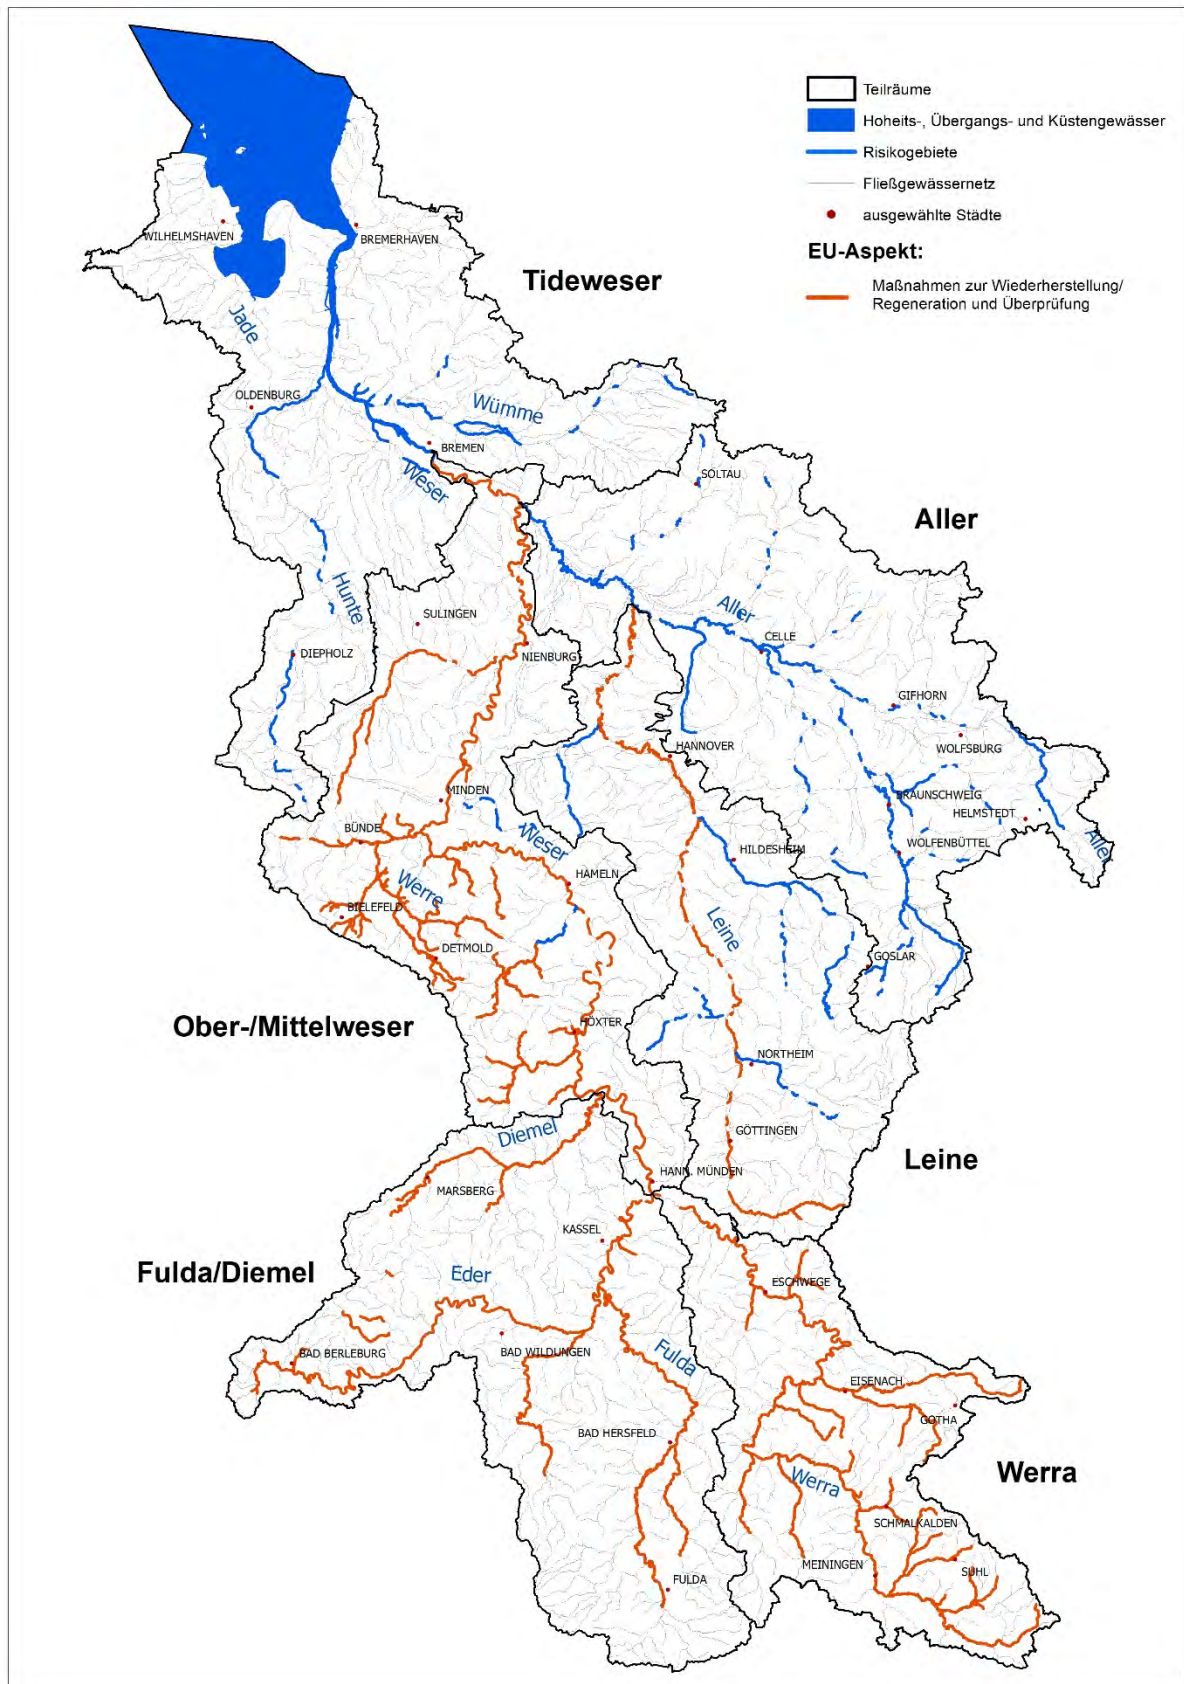 Teilräume
Hoheits-, Übergangs- und Küstengewässer
Risikogebiete
Fließgewässernetz
ausgewählte Städte
EU-Aspekt:
Maßnahmen zur Wiederherstellung/
Regeneration und Überprüfung
WILHELMSHAVEN
BREMERHAVEN
Tideweser
Jade
OLDENBURG
Wümme
BREMEN
Weser
SOLTAU
Aller
Hunte
SULINGEN
Aller
CELLE
DIEPHOLZ
NIENBURG
GIFHORN
HANNOVER
WOLFSBURG
MINDEN
BRAUNSCHWEIG
HELMSTEDT
BÜNDE
Weser
HILDESHEIM
WOLFENBÜTTEL
Aller
Werre
HAMELN
BIELEFELD
Leine
DETMOLD
GOSLAR
Ober-/Mittelweser
HÖXTER
NORTHEIM
Diemel
GÖTTINGEN
Leine
MARSBERG
HANN. MÜNDEN
KASSEL
Fulda/Diemel
Eder
ESCHWEGE
BAD BERLEBURG
BAD WILDUNGEN
Fulda
EISENACH
GOTHA
BAD HERSFELD
Werra
Werra
SCHMALKALDEN
MEININGEN
SUHL
FULDA